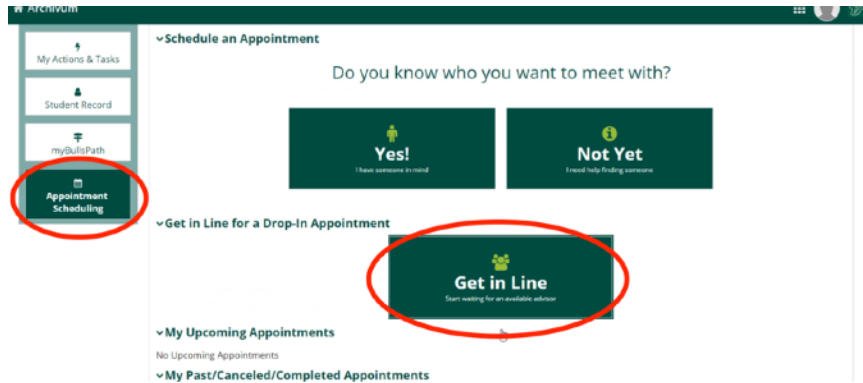 Archivum
Schedule an Appointment
My Actions & Tasks
Do you know who you want to meet with?
Student Record
Yes!
I have someone in mind
Not Yet
I need help finding someone
myBullsPath
Appointment
Scheduling
Get in Line for a Drop-In Appointment
Get in Line
Start waiting for an available advisor
My Upcoming Appointments
No Upcoming Appointments
My Past/Canceled/Completed Appointments